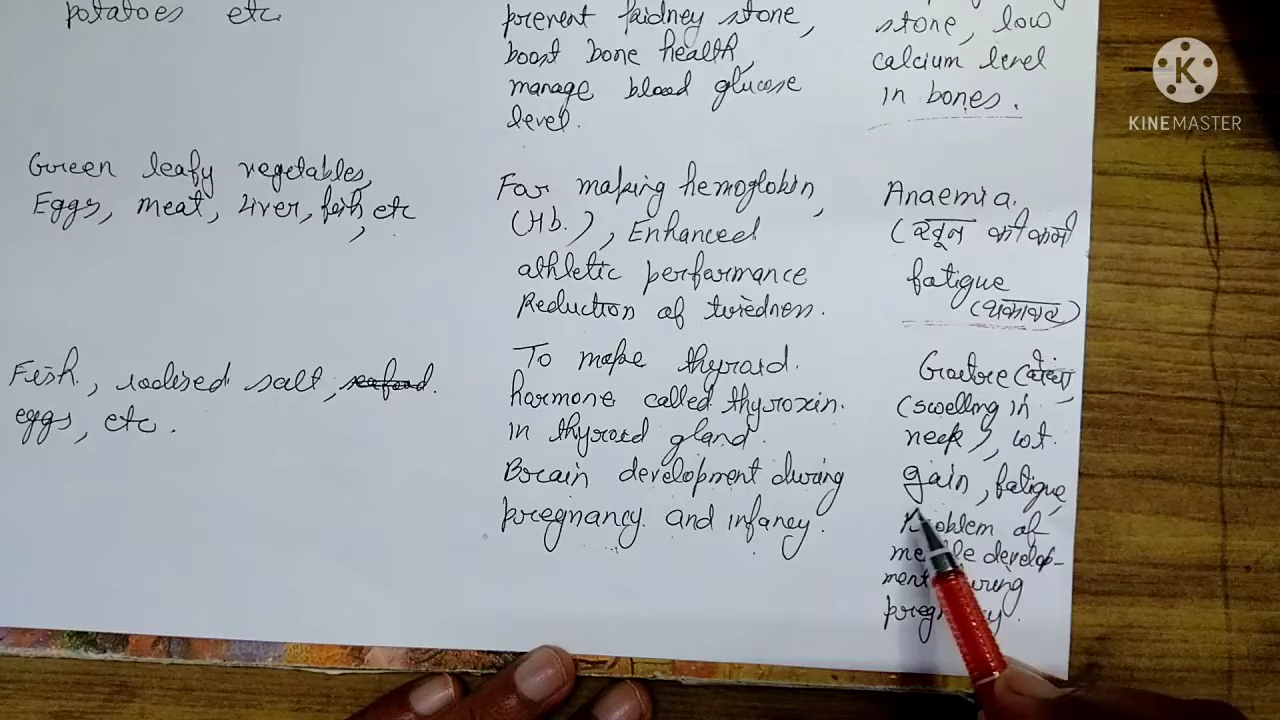 potatoes etc
prevent kidney stone,
boost bone health,
manage blood glucose
level.
stone, low
calcium level
in bones.
Green leafy vegetables,
Eggs, meat, Liver, fish, etc
For making hemoglobin,
(Hb.), Enhanced
athletic performance
Reduction of tiredness.
Anaemia.
(खून की कमी
fatigue
(थकावट)
Fish, iodised salt, seafood.
eggs, etc.
To make thyroid
hormone called thyroxin.
in thyroid gland.
Brain development during
pregnancy and infancy.
(swelling in
neck), wt.
gain, fatigue,
Problem of
develop-
ment during
pregnancy.
KINEMASTER